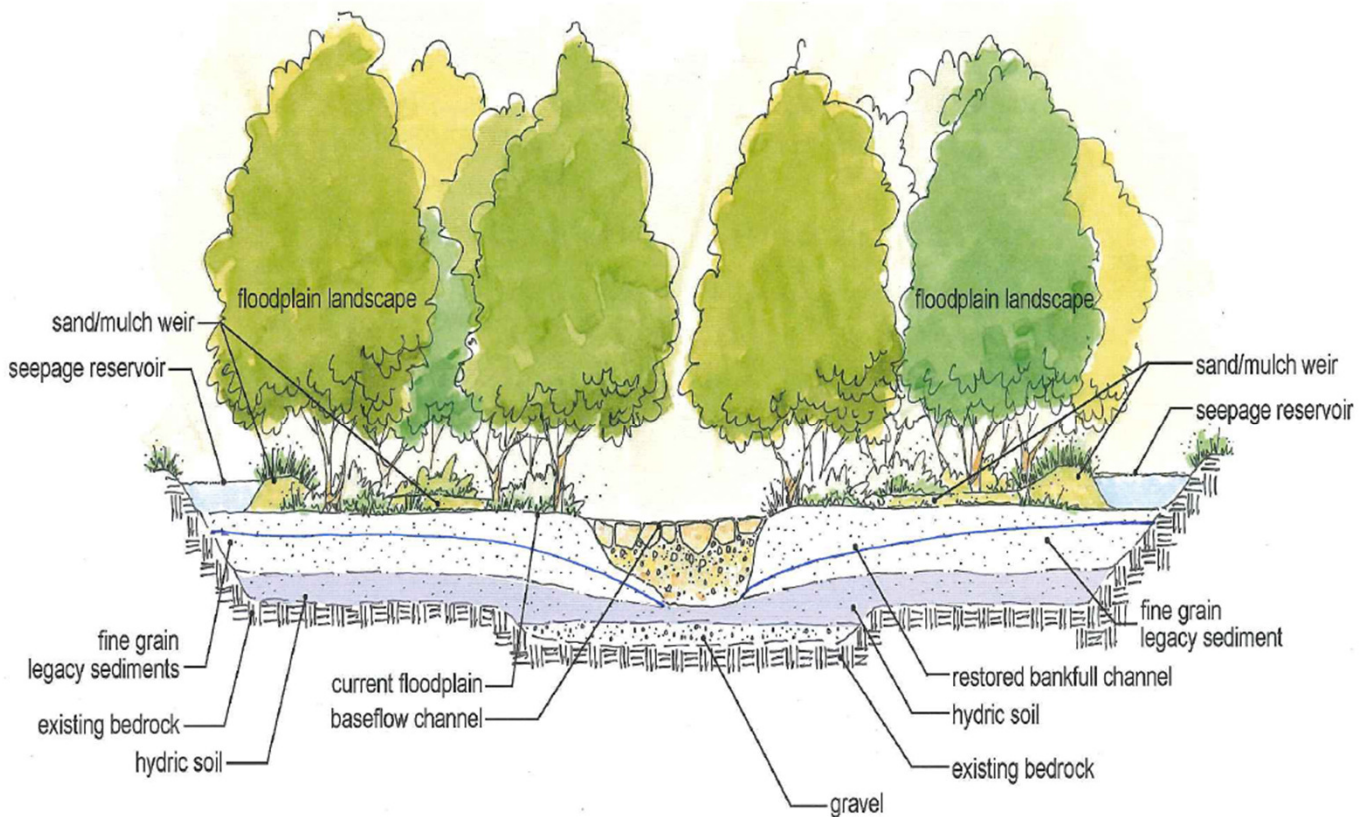 floodplain landscape
sand/mulch weir
seepage reservoir
floodplain landscape
sand/mulch weir
seepage reservoir
fine grain
legacy sediments
existing bedrock
hydric soil
current floodplain
baseflow channel
gravel
fine grain
legacy sediment
restored bankfull channel
hydric soil
existing bedrock